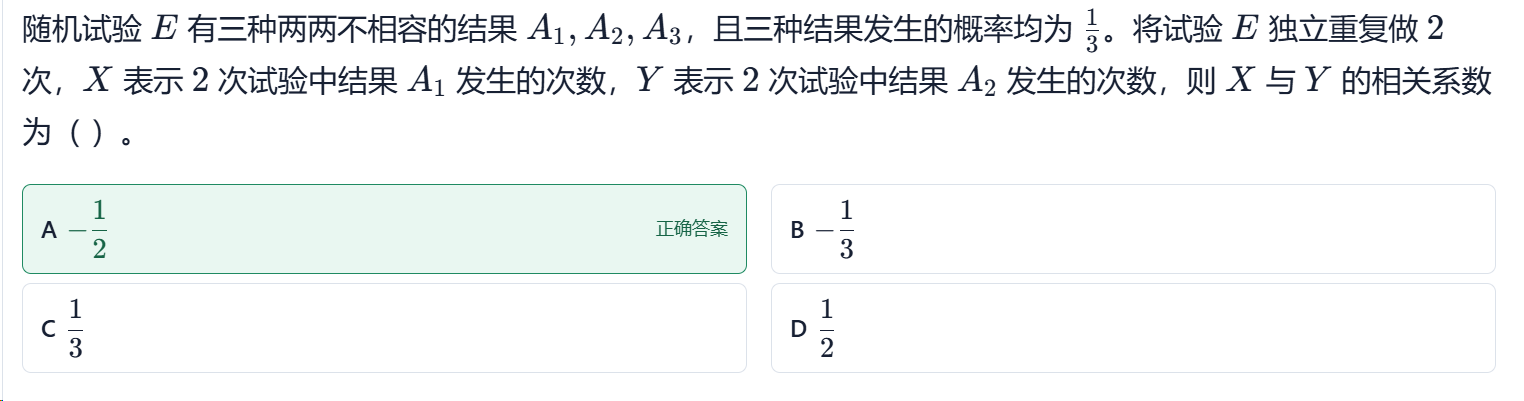 随机试验 E 有三种两两不相容的结果 A₁, A₂, A₃，且三种结果发生的概率均为 1/3。将试验 E 独立重复做 2
次，X 表示 2 次试验中结果 A₁ 发生的次数，Y 表示 2 次试验中结果 A₂ 发生的次数，则 X 与 Y 的相关系数
为（ ）。
A −1/2 正确答案
B −1/3
C 1/3
D 1/2